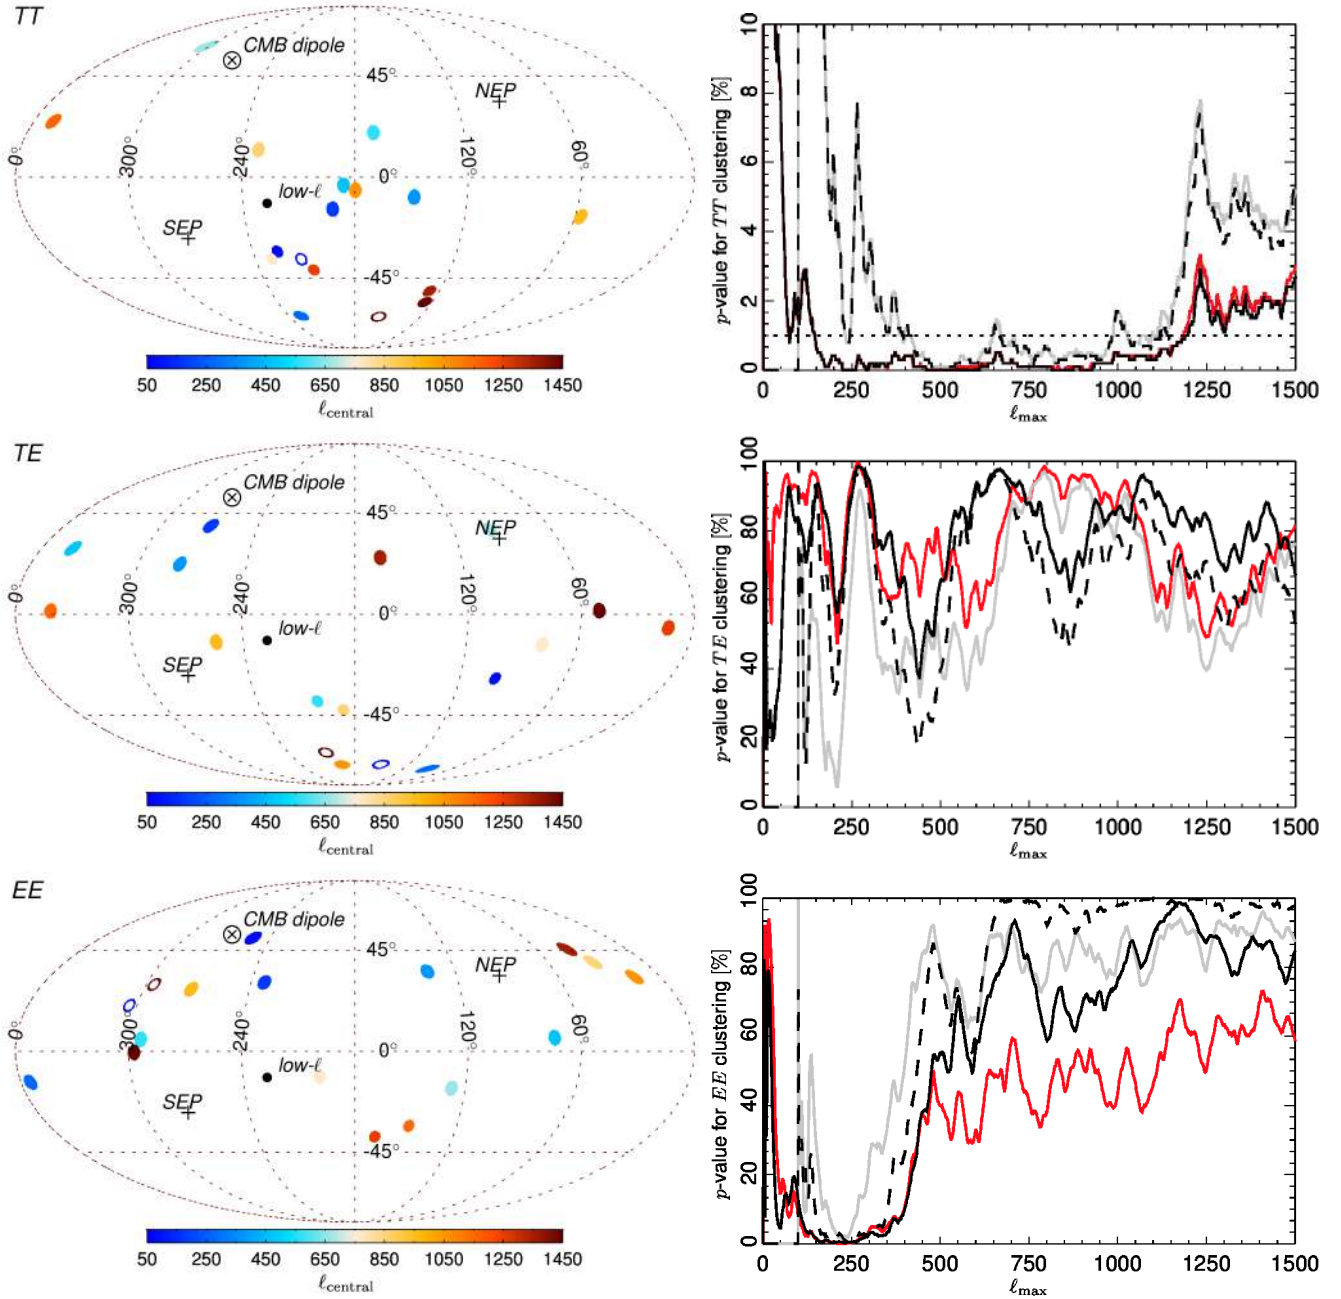 TT
CMB dipole
45°
NEP
0°
300°
240°
120°
60°
0°
low-ℓ
SEP
-45°
50 250 450 650 850 1050 1250 1450
ℓcentral
p-value for TT clustering [%]
0 2 4 6 8 10
0 250 500 750 1000 1250 1500
ℓmax
TE
CMB dipole
45°
NEP
0°
300°
240°
120°
60°
0°
low-ℓ
SEP
-45°
50 250 450 650 850 1050 1250 1450
ℓcentral
p-value for TE clustering [%]
0 20 40 60 80 100
0 250 500 750 1000 1250 1500
ℓmax
EE
CMB dipole
45°
NEP
0°
300°
240°
120°
60°
0°
low-ℓ
SEP
-45°
50 250 450 650 850 1050 1250 1450
ℓcentral
p-value for EE clustering [%]
0 20 40 60 80 100
0 250 500 750 1000 1250 1500
ℓmax